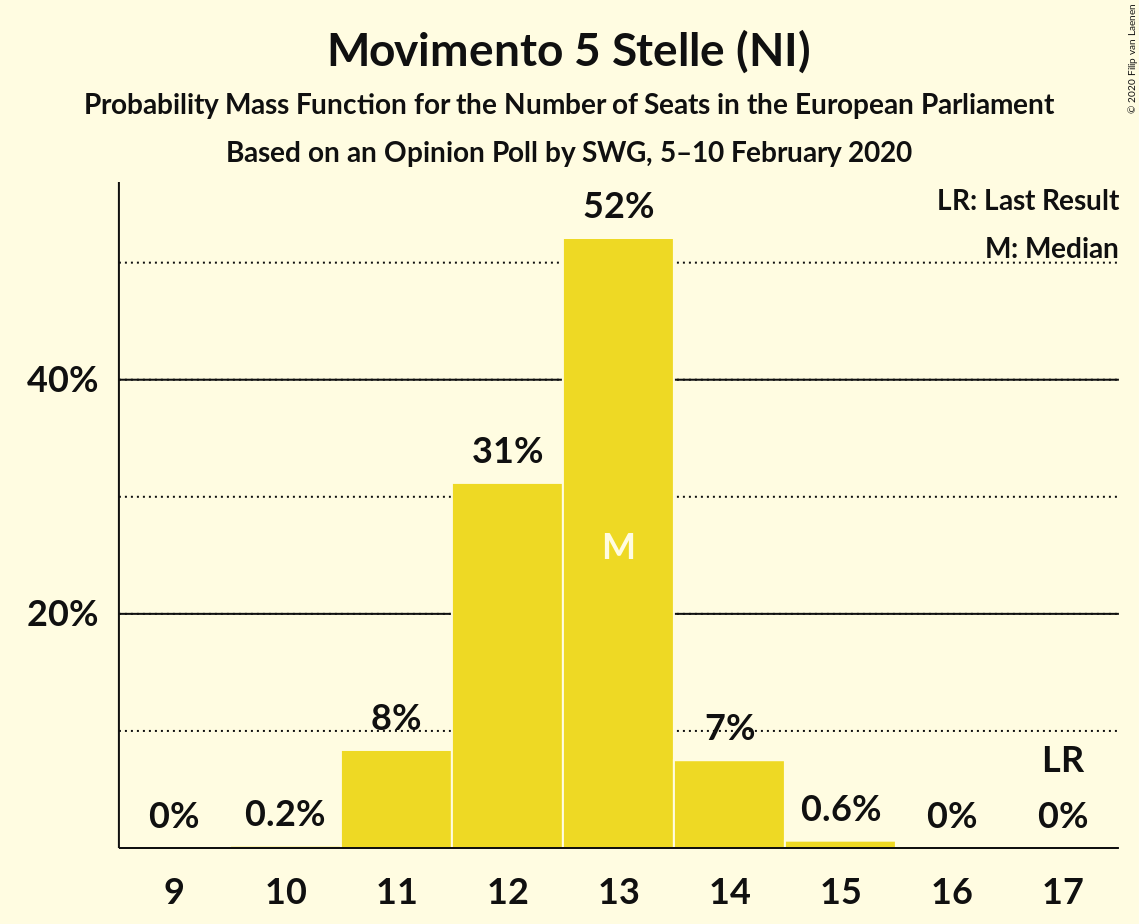 Movimento 5 Stelle (NI)
Probability Mass Function for the Number of Seats in the European Parliament
Based on an Opinion Poll by SWG, 5–10 February 2020
© 2020 Filip van Laenen
LR: Last Result
M: Median
40%
20%
0%
0.2%
8%
31%
52%
M
7%
0.6%
0%
LR
0%
9 10 11 12 13 14 15 16 17